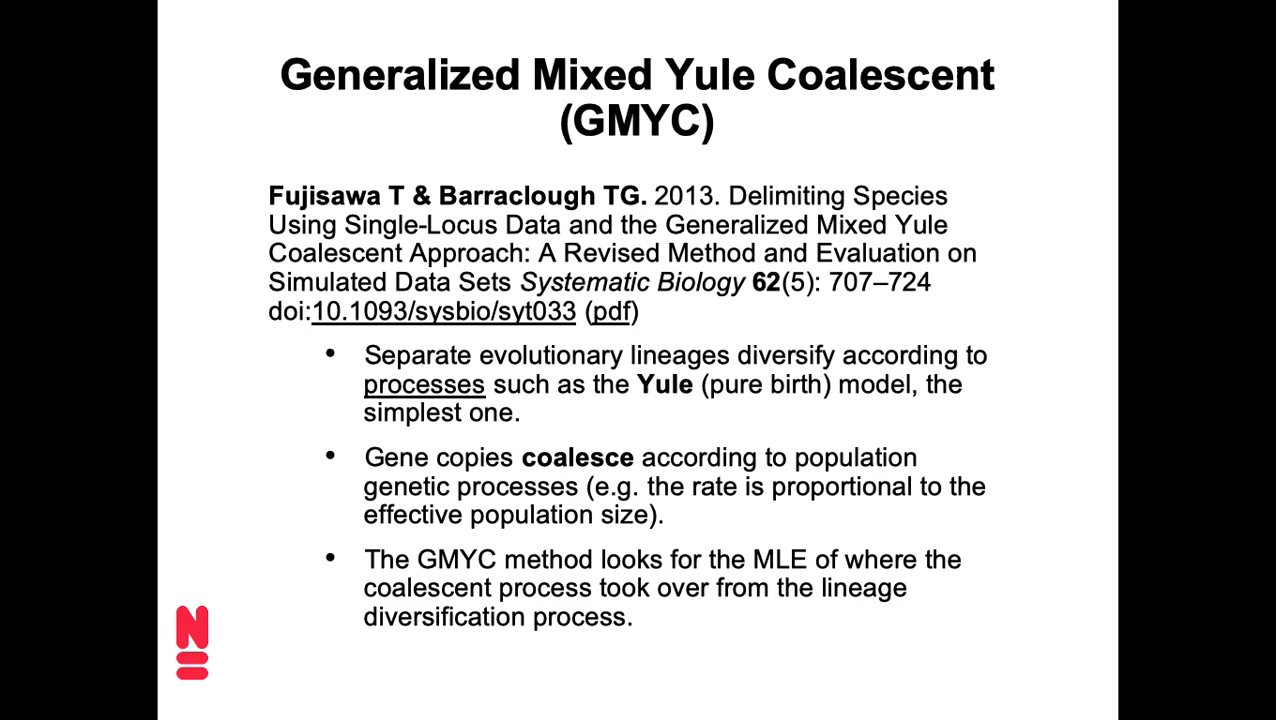 Generalized Mixed Yule Coalescent
(GMYC)
Fujisawa T & Barraclough TG. 2013. Delimiting Species
Using Single-Locus Data and the Generalized Mixed Yule
Coalescent Approach: A Revised Method and Evaluation on
Simulated Data Sets Systematic Biology 62(5): 707–724
doi:10.1093/sysbio/syt033 (pdf)
• Separate evolutionary lineages diversify according to
processes such as the Yule (pure birth) model, the
simplest one.
• Gene copies coalesce according to population
genetic processes (e.g. the rate is proportional to the
effective population size).
• The GMYC method looks for the MLE of where the
coalescent process took over from the lineage
diversification process.
N